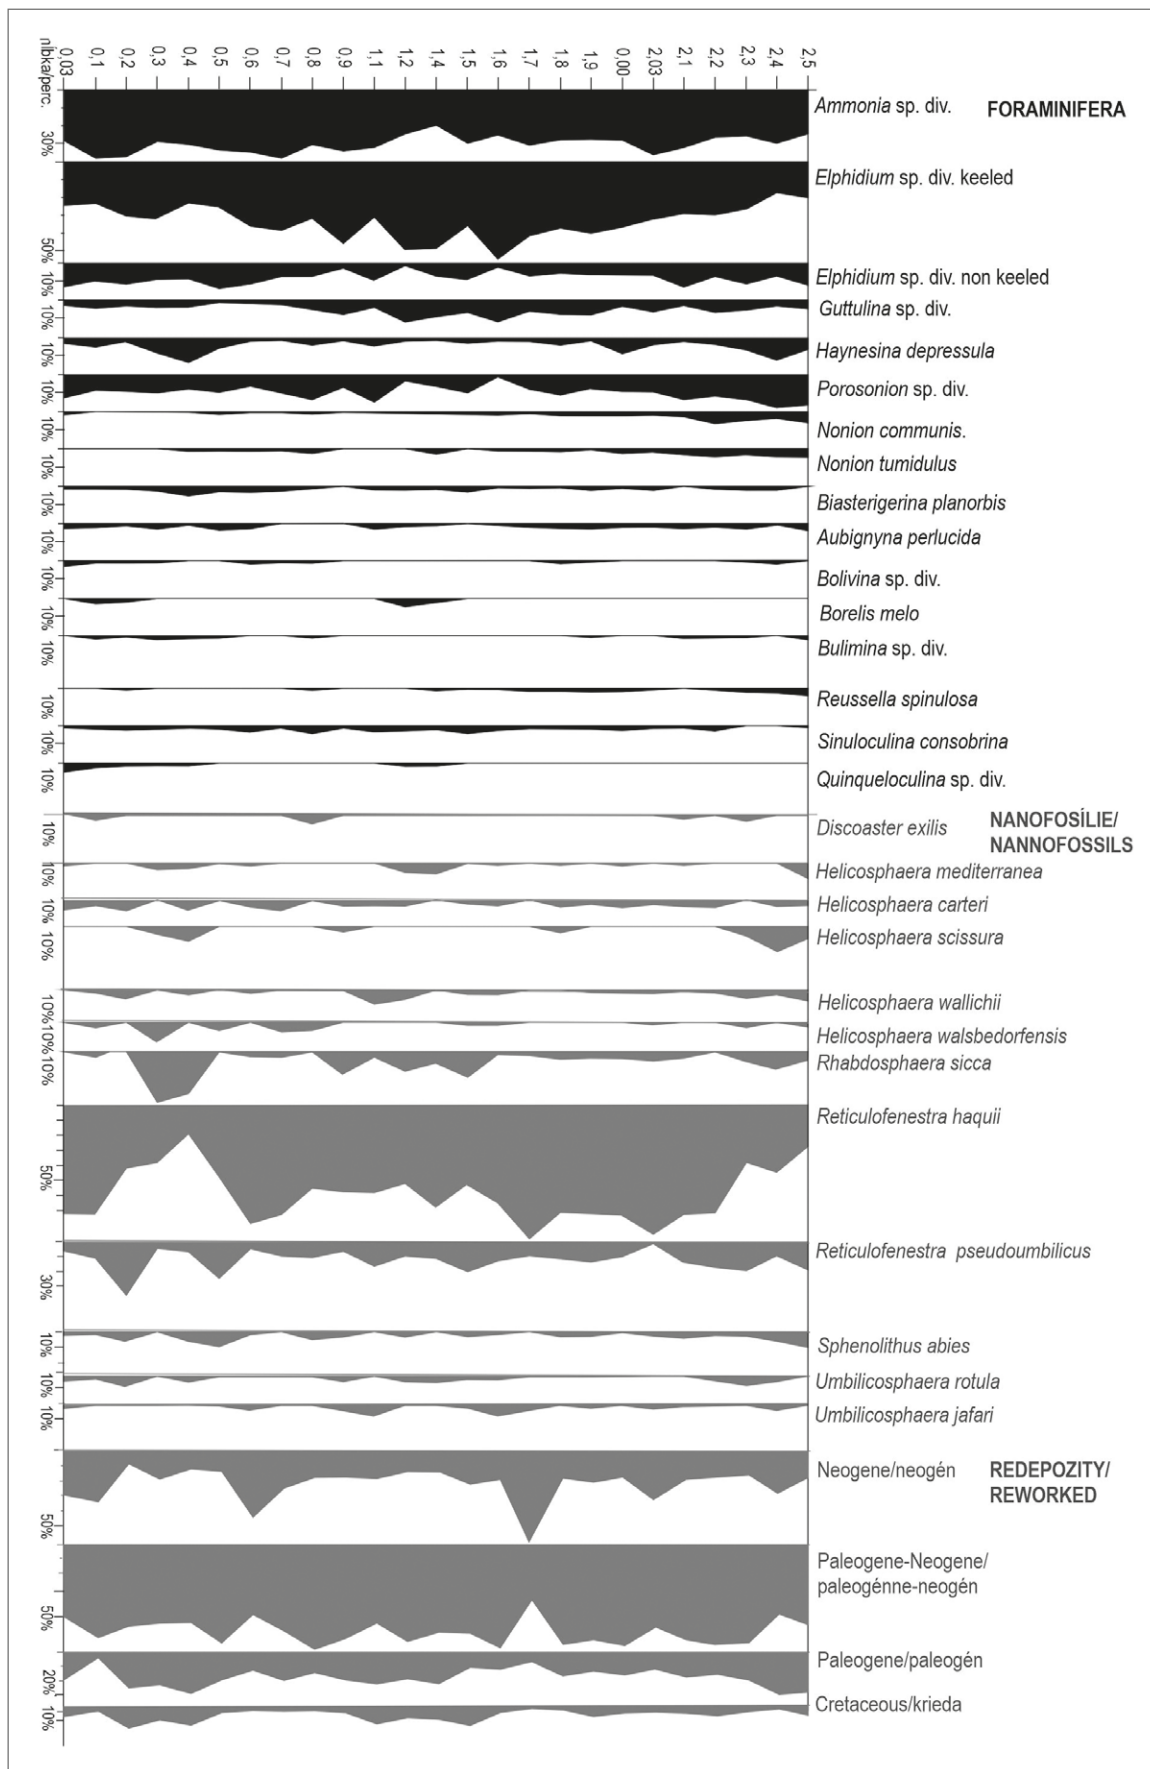 hĺbka/perc.
0,03
0,1
0,2
0,3
0,4
0,5
0,6
0,7
0,8
0,9
1,1
1,2
1,4
1,5
1,6
1,7
1,8
1,9
0,00
2,03
2,1
2,2
2,3
2,4
2,5
30%
Ammonia sp. div.
FORAMINIFERA
50%
Elphidium sp. div. keeled
10%
Elphidium sp. div. non keeled
10%
Guttulina sp. div.
10%
Haynesina depressula
10%
Porosonion sp. div.
10%
Nonion communis.
10%
Nonion tumidulus
10%
Biasterigerina planorbis
10%
Aubignyna perlucida
10%
Bolivina sp. div.
10%
Borelis melo
10%
Bulimina sp. div.
10%
Reussella spinulosa
10%
Sinuloculina consobrina
10%
Quinqueloculina sp. div.
10%
Discoaster exilis
NANOFOSÍLIE/
NANNOFOSSILS
10%
Helicosphaera mediterranea
10%
Helicosphaera carteri
10%
Helicosphaera scissura
10%
Helicosphaera wallichii
10%
Helicosphaera walsbedorfensis
10%
Rhabdosphaera sicca
50%
Reticulofenestra haquii
30%
Reticulofenestra pseudoumbilicus
10%
Sphenolithus abies
10%
Umbilicosphaera rotula
10%
Umbilicosphaera jafari
50%
Neogene/neogén
REDEPOZITY/
REWORKED
50%
Paleogene-Neogene/
paleogénne-neogén
20%
Paleogene/paleogén
10%
Cretaceous/krieda